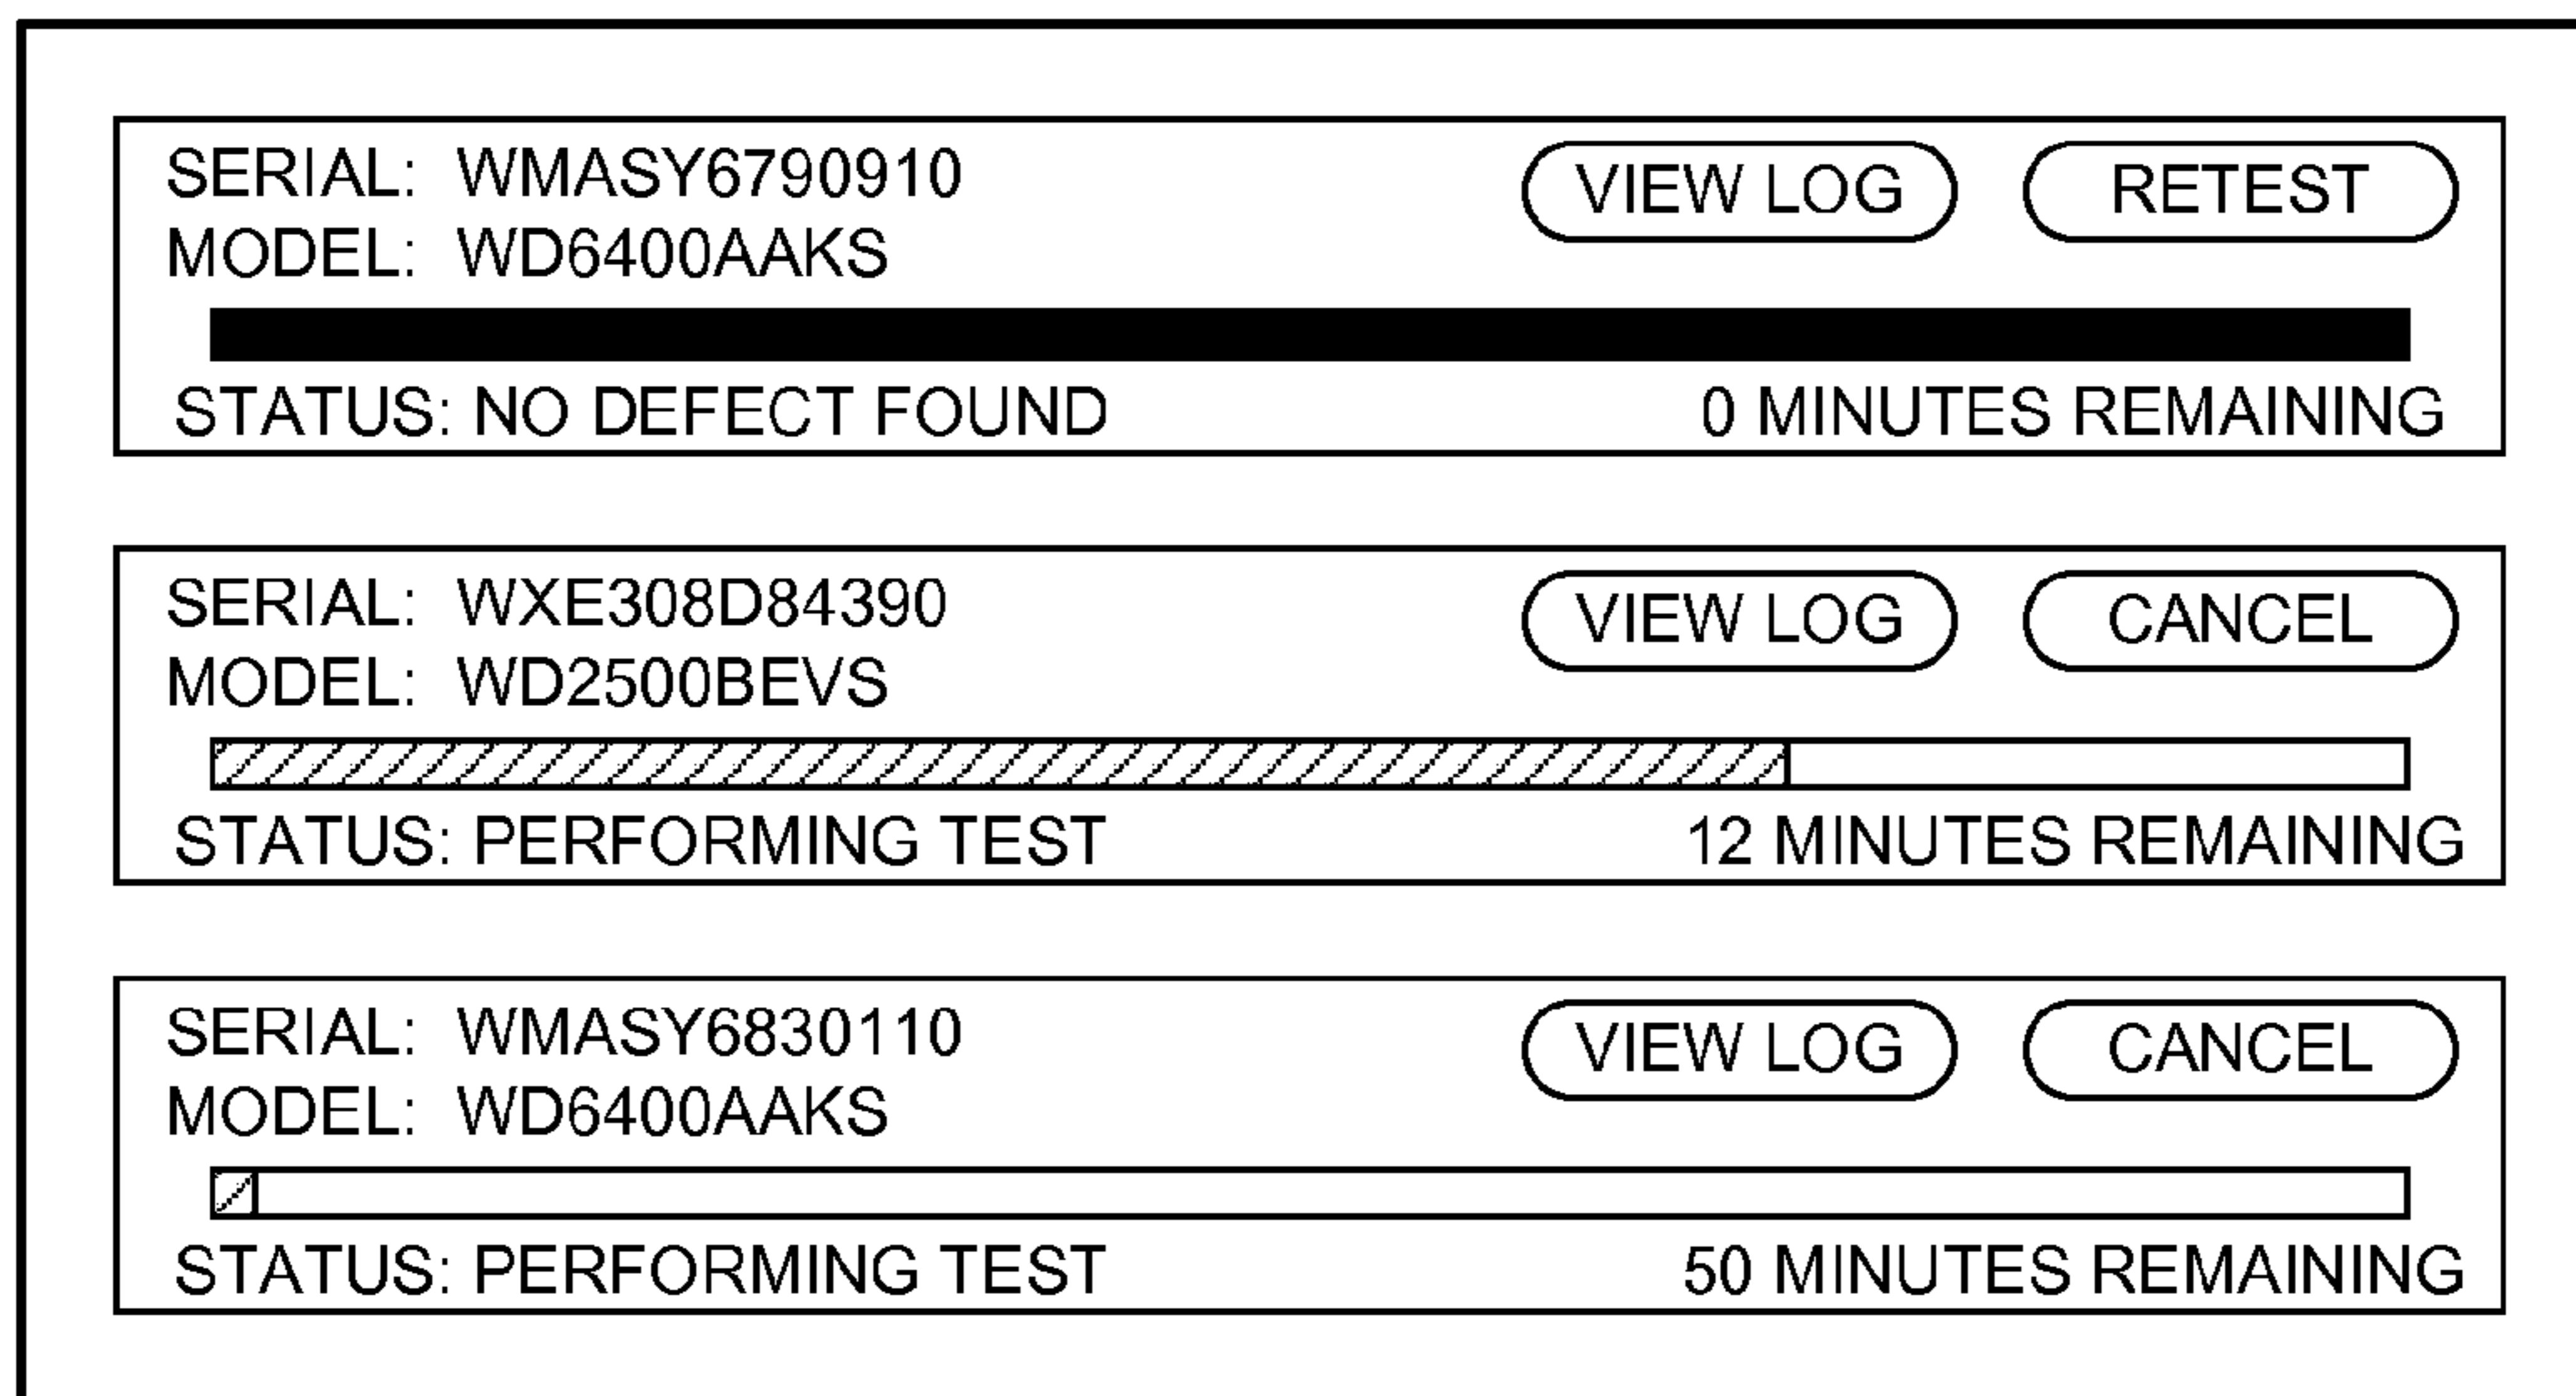 SERIAL: WMASY6790910 VIEW LOG RETEST
MODEL: WD6400AAKS
STATUS: NO DEFECT FOUND 0 MINUTES REMAINING
SERIAL: WXE308D84390 VIEW LOG CANCEL
MODEL: WD2500BEVS
STATUS: PERFORMING TEST 12 MINUTES REMAINING
SERIAL: WMASY6830110 VIEW LOG CANCEL
MODEL: WD6400AAKS
STATUS: PERFORMING TEST 50 MINUTES REMAINING